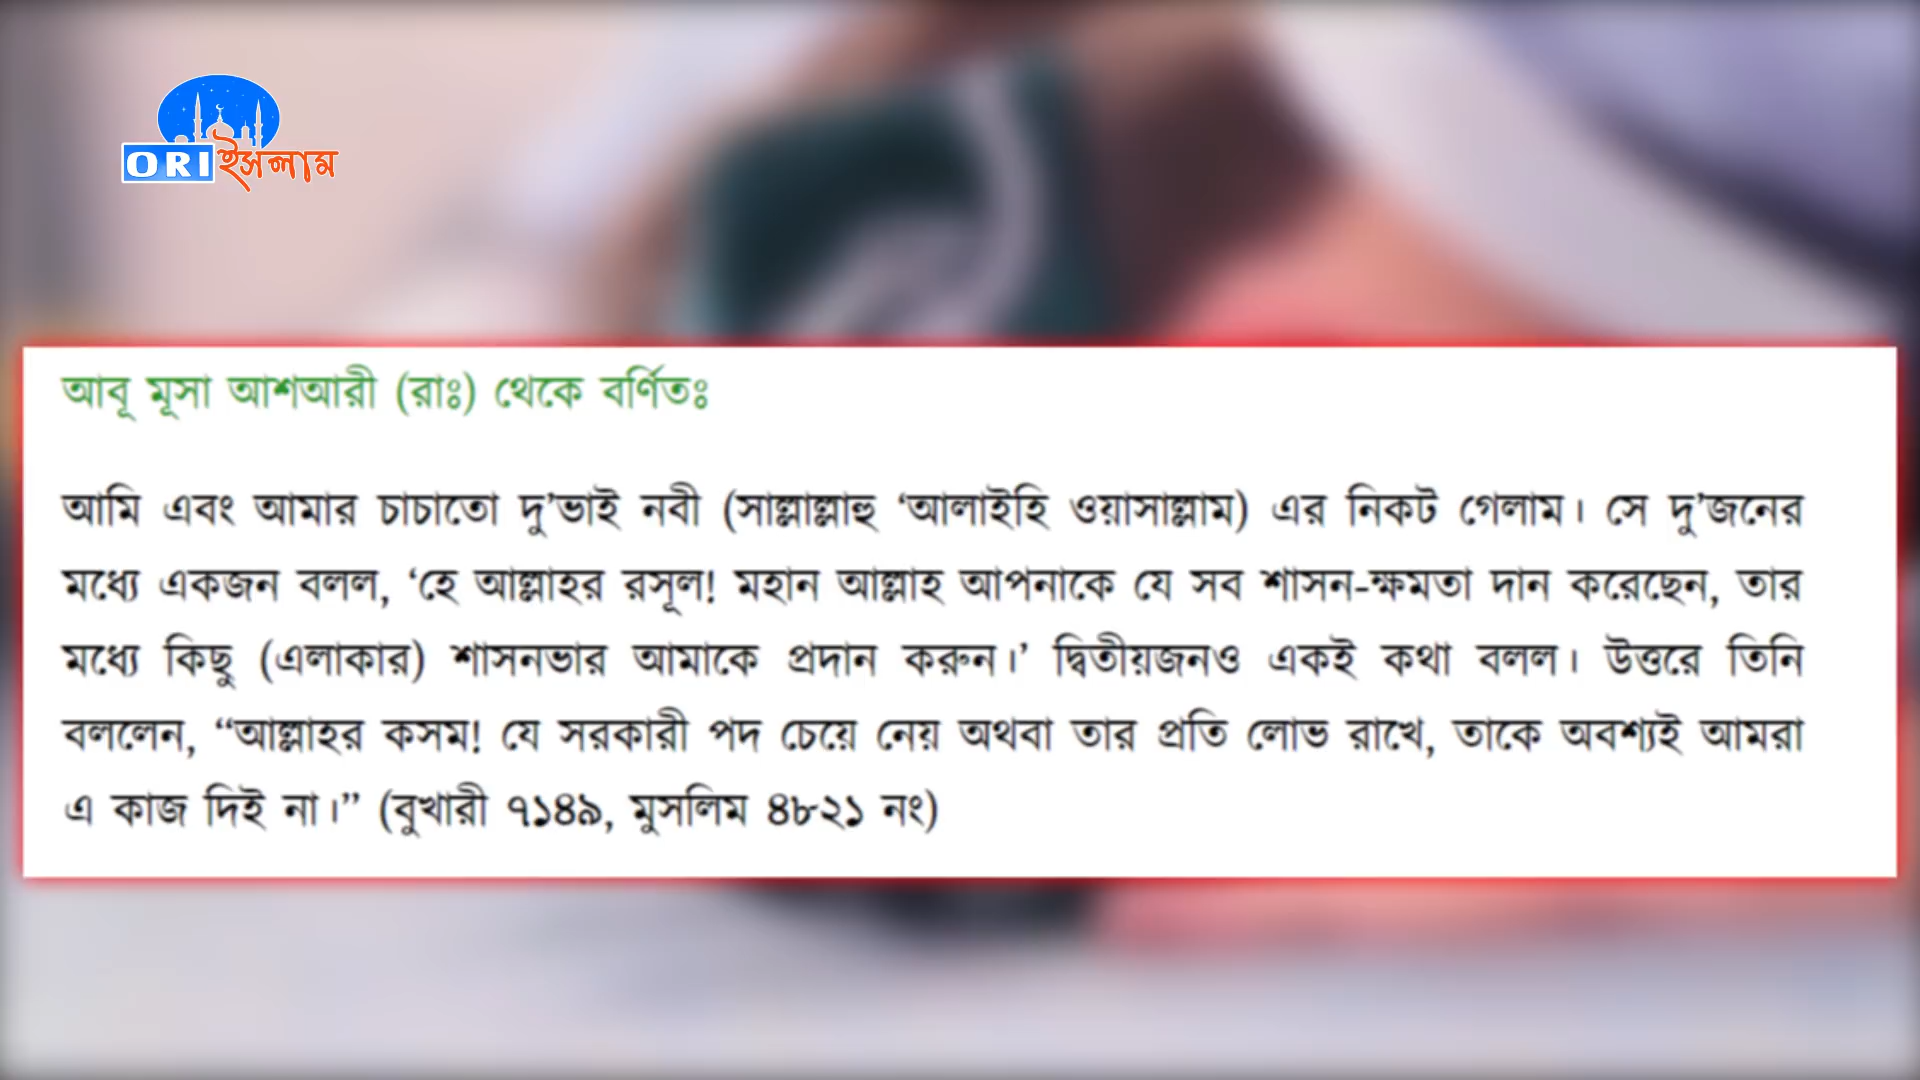 ORI ইসলাম
আবূ মূসা আশআরী (রাঃ) থেকে বর্ণিতঃ
আমি এবং আমার চাচাতো দু’ভাই নবী (সাল্লাল্লাহু ‘আলাইহি ওয়াসাল্লাম) এর নিকট গেলাম। সে দু’জনের
মধ্যে একজন বলল, ‘হে আল্লাহর রসূল! মহান আল্লাহ আপনাকে যে সব শাসন-ক্ষমতা দান করেছেন, তার
মধ্যে কিছু (এলাকার) শাসনভার আমাকে প্রদান করুন।’ দ্বিতীয়জনও একই কথা বলল। উত্তরে তিনি
বললেন, “আল্লাহর কসম! যে সরকারী পদ চেয়ে নেয় অথবা তার প্রতি লোভ রাখে, তাকে অবশ্যই আমরা
এ কাজ দিই না।” (বুখারী ৭১৪৯, মুসলিম ৪৮২১ নং)